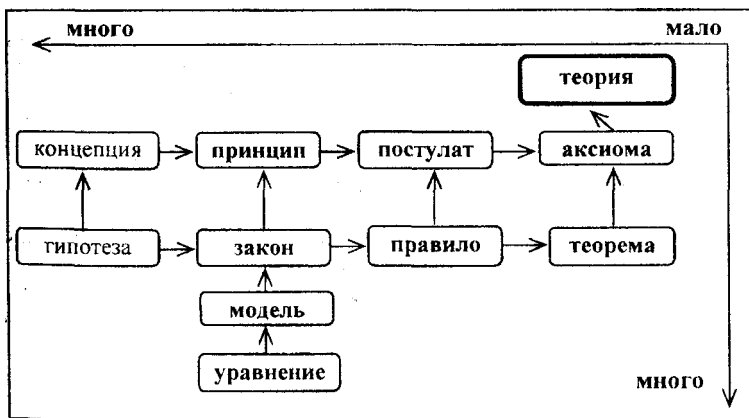 много мало
теория
концепция принцип постулат аксиома
гипотеза закон правило теорема
модель
уравнение
много